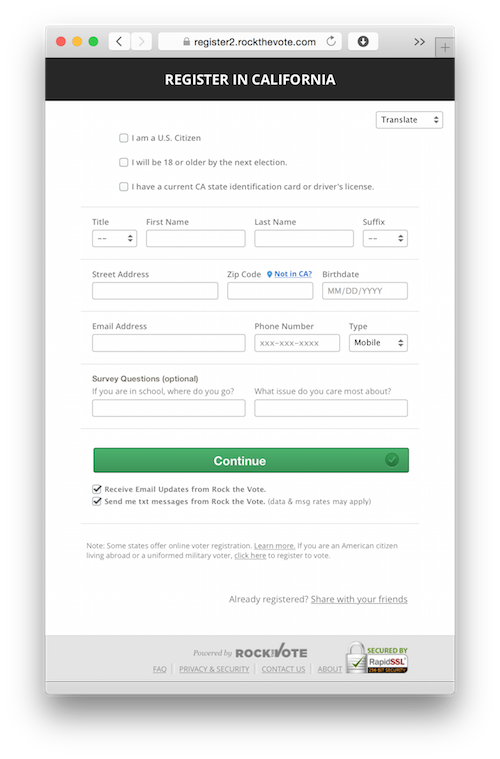 register2.rockthevote.com
REGISTER IN CALIFORNIA
Translate
I am a U.S. Citizen
I will be 18 or older by the next election.
I have a current CA state identification card or driver's license.
Title First Name Last Name Suffix
-- --
Street Address Zip Code Not in CA? Birthdate
MM/DD/YYYY
Email Address Phone Number Type
xxx-xxx-xxxx Mobile
Survey Questions (optional)
If you are in school, where do you go? What issue do you care most about?
Continue
Receive Email Updates from Rock the Vote.
Send me txt messages from Rock the Vote. (data & msg rates may apply)
Note: Some states offer online voter registration. Learn more. If you are an American citizen
living abroad or a uniformed military voter, click here to register to vote.
Already registered? Share with your friends
Powered by ROCK THE VOTE SECURED BY
RapidSSL
256 BIT SECURITY
FAQ PRIVACY & SECURITY CONTACT US ABOUT